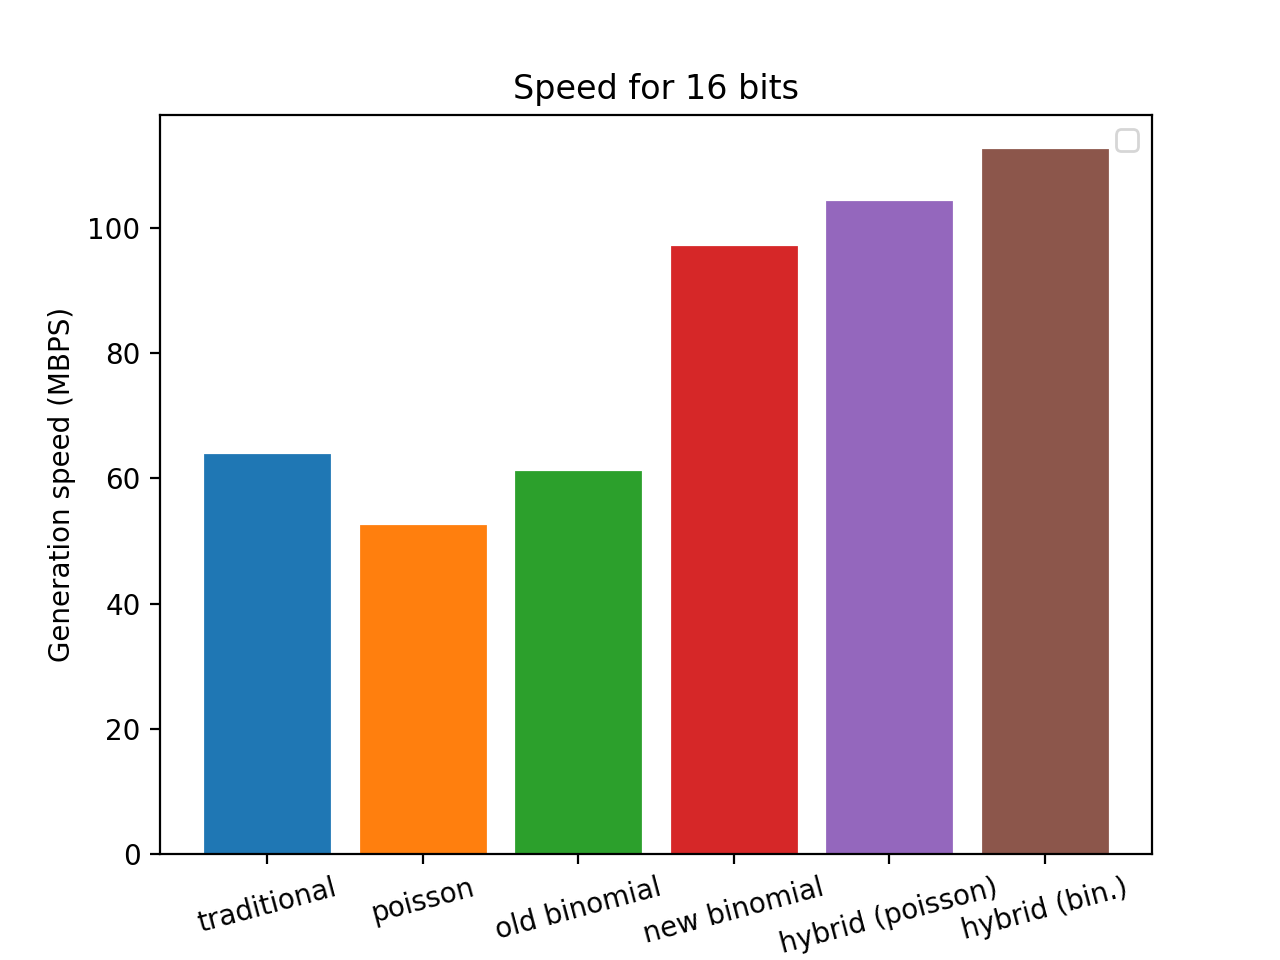 Speed for 16 bits
Generation speed (MBPS)
100
80
60
40
20
0
traditional
poisson
old binomial
new binomial
hybrid (poisson)
hybrid (bin.)